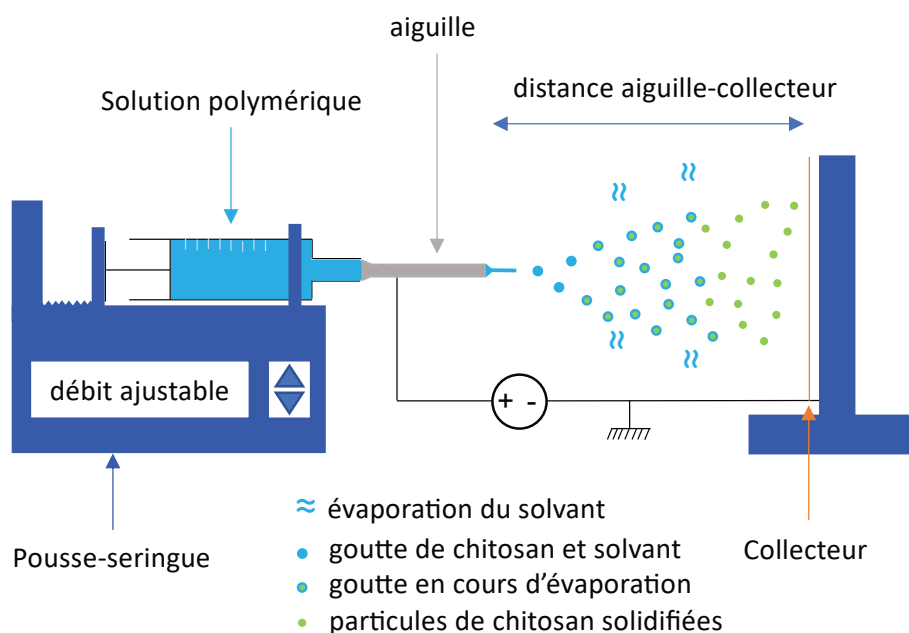 aiguille
Solution polymérique
distance aiguille-collecteur
débit ajustable
+ -
≈ évaporation du solvant
goutte de chitosan et solvant
Pousse-seringue
Collecteur
goutte en cours d'évaporation
particules de chitosan solidifiées